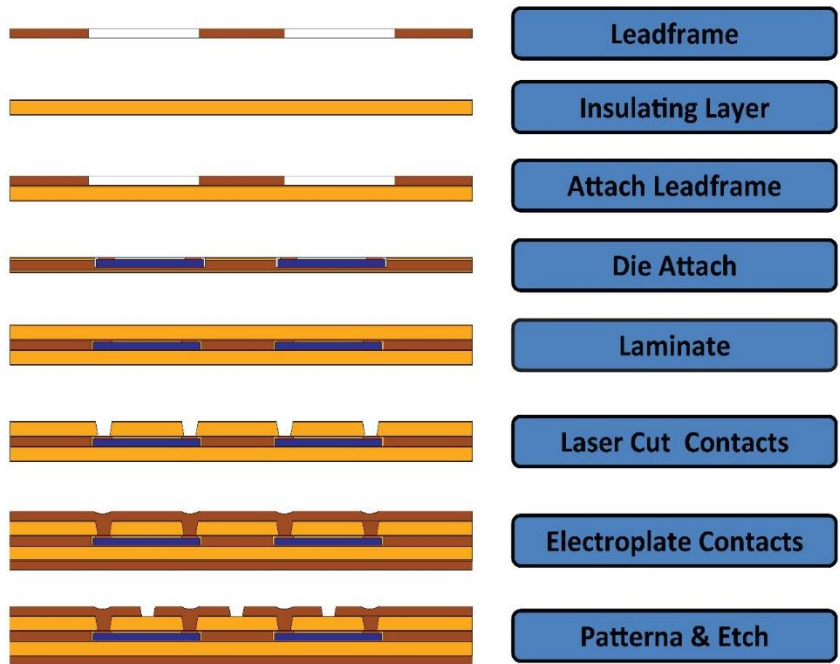 Leadframe
Insulating Layer
Attach Leadframe
Die Attach
Laminate
Laser Cut Contacts
Electroplate Contacts
Patterna & Etch